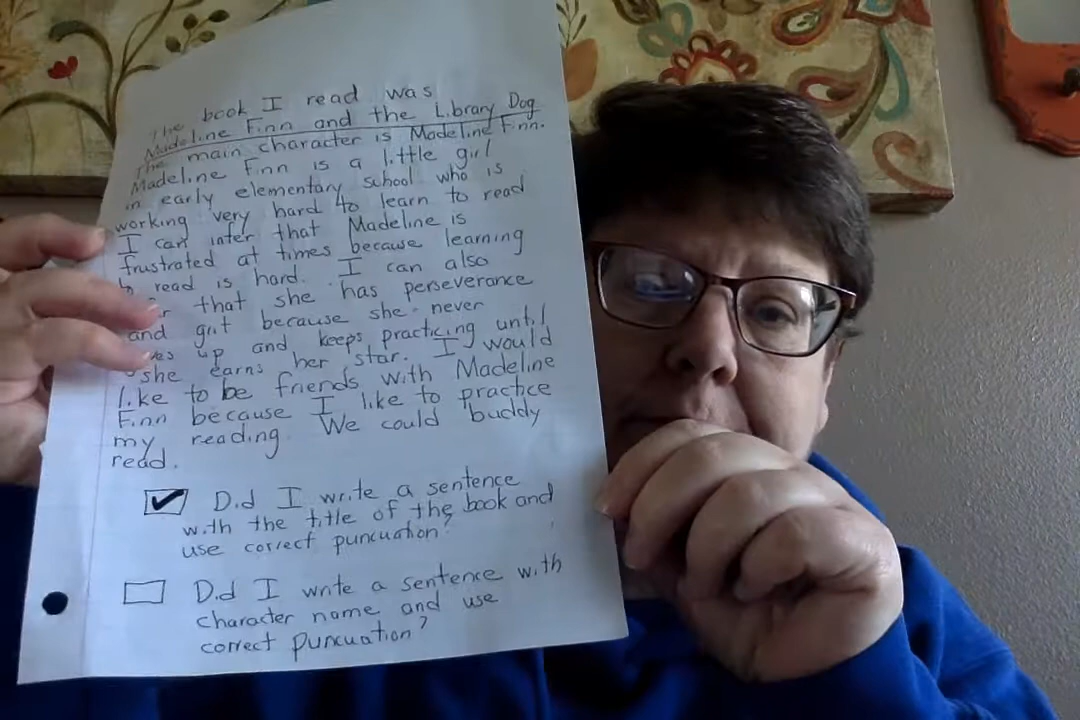 The book I read was
Madeline Finn and the Library Dog
The main character is Madeline Finn.
Madeline Finn is a little girl
in early elementary school who is
working very hard to learn to read
I can infer that Madeline is
frustrated at times because learning
to read is hard. I can also
that she has perseverance
and grit because she never
up and keeps practicing until
she earns her star. I would
like to be friends with Madeline
Finn because I like to practice
my reading. We could buddy
read.
Did I write a sentence
with the title of the book and
use correct puncuation?
Did I write a sentence with
character name and use
correct puncuation?